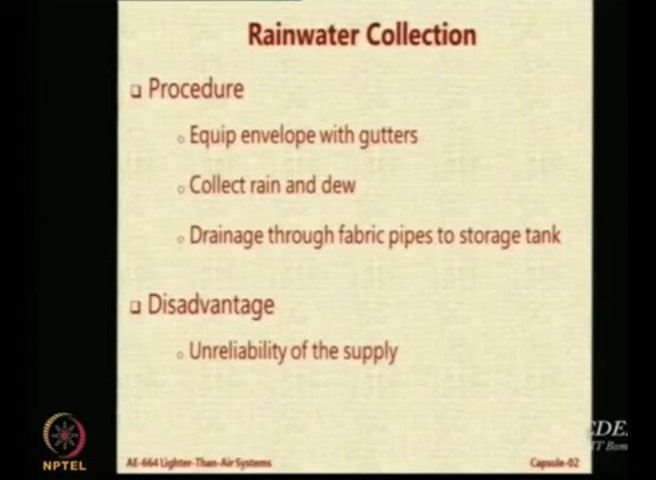 Rainwater Collection
Procedure
Equip envelope with gutters
Collect rain and dew
Drainage through fabric pipes to storage tank
Disadvantage
Unreliability of the supply
NPTEL
AE-664 Lighter-Than-Air Systems
Capsule-02